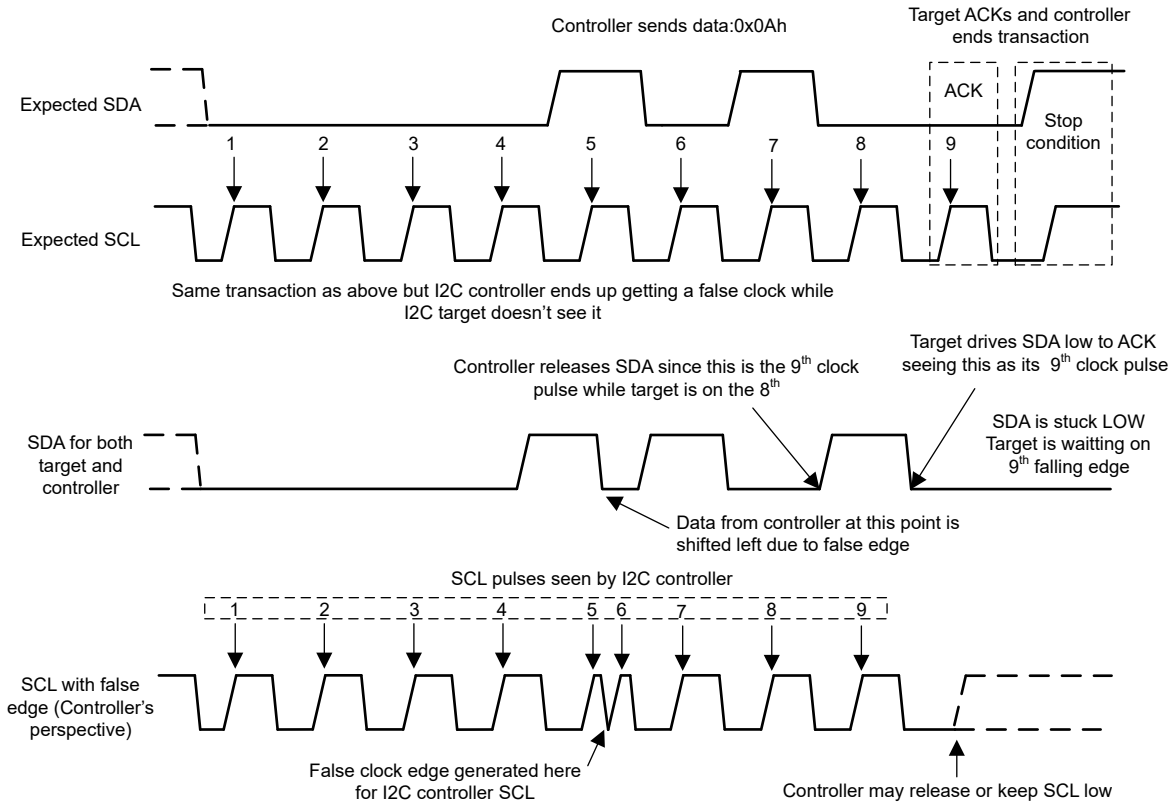 Controller sends data:0x0Ah
Target ACKs and controller
ends transaction
Expected SDA
ACK
Stop
condition
1 2 3 4 5 6 7 8 9
Expected SCL
Same transaction as above but I2C controller ends up getting a false clock while
I2C target doesn't see it
Controller releases SDA since this is the 9th clock
pulse while target is on the 8th
Target drives SDA low to ACK
seeing this as its 9th clock pulse
SDA for both
target and
controller
SDA is stuck LOW
Target is waitting on
9th falling edge
Data from controller at this point is
shifted left due to false edge
SCL pulses seen by I2C controller
1 2 3 4 5 6 7 8 9
SCL with false
edge (Controller's
perspective)
False clock edge generated here
for I2C controller SCL
Controller may release or keep SCL low